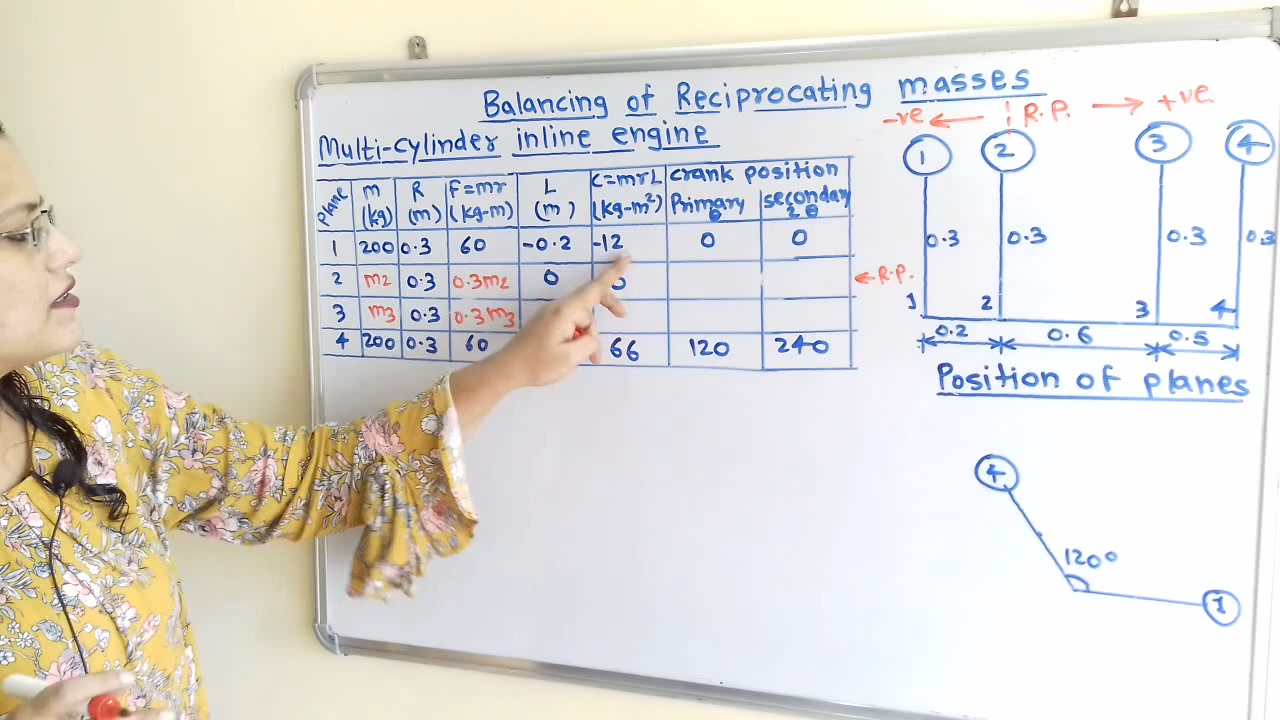 Balancing of Reciprocating masses
Multi-cylinder inline engine
-ve ← R.P. → +ve
Plane m (kg) R (m) F=mr (kg-m) L (m) C=mrL (kg-m²) crank position
Primary θ secondary 2θ
1 200 0.3 60 -0.2 -12 0 0
2 m2 0.3 0.3m2 0 0 ← R.P.
3 m3 0.3 0.3m3
4 200 0.3 60 66 120 240
1 2 3 4
0.3 0.3 0.3 0.3
1 2 3 4
0.2 0.6 0.5
Position of planes
4
120°
1